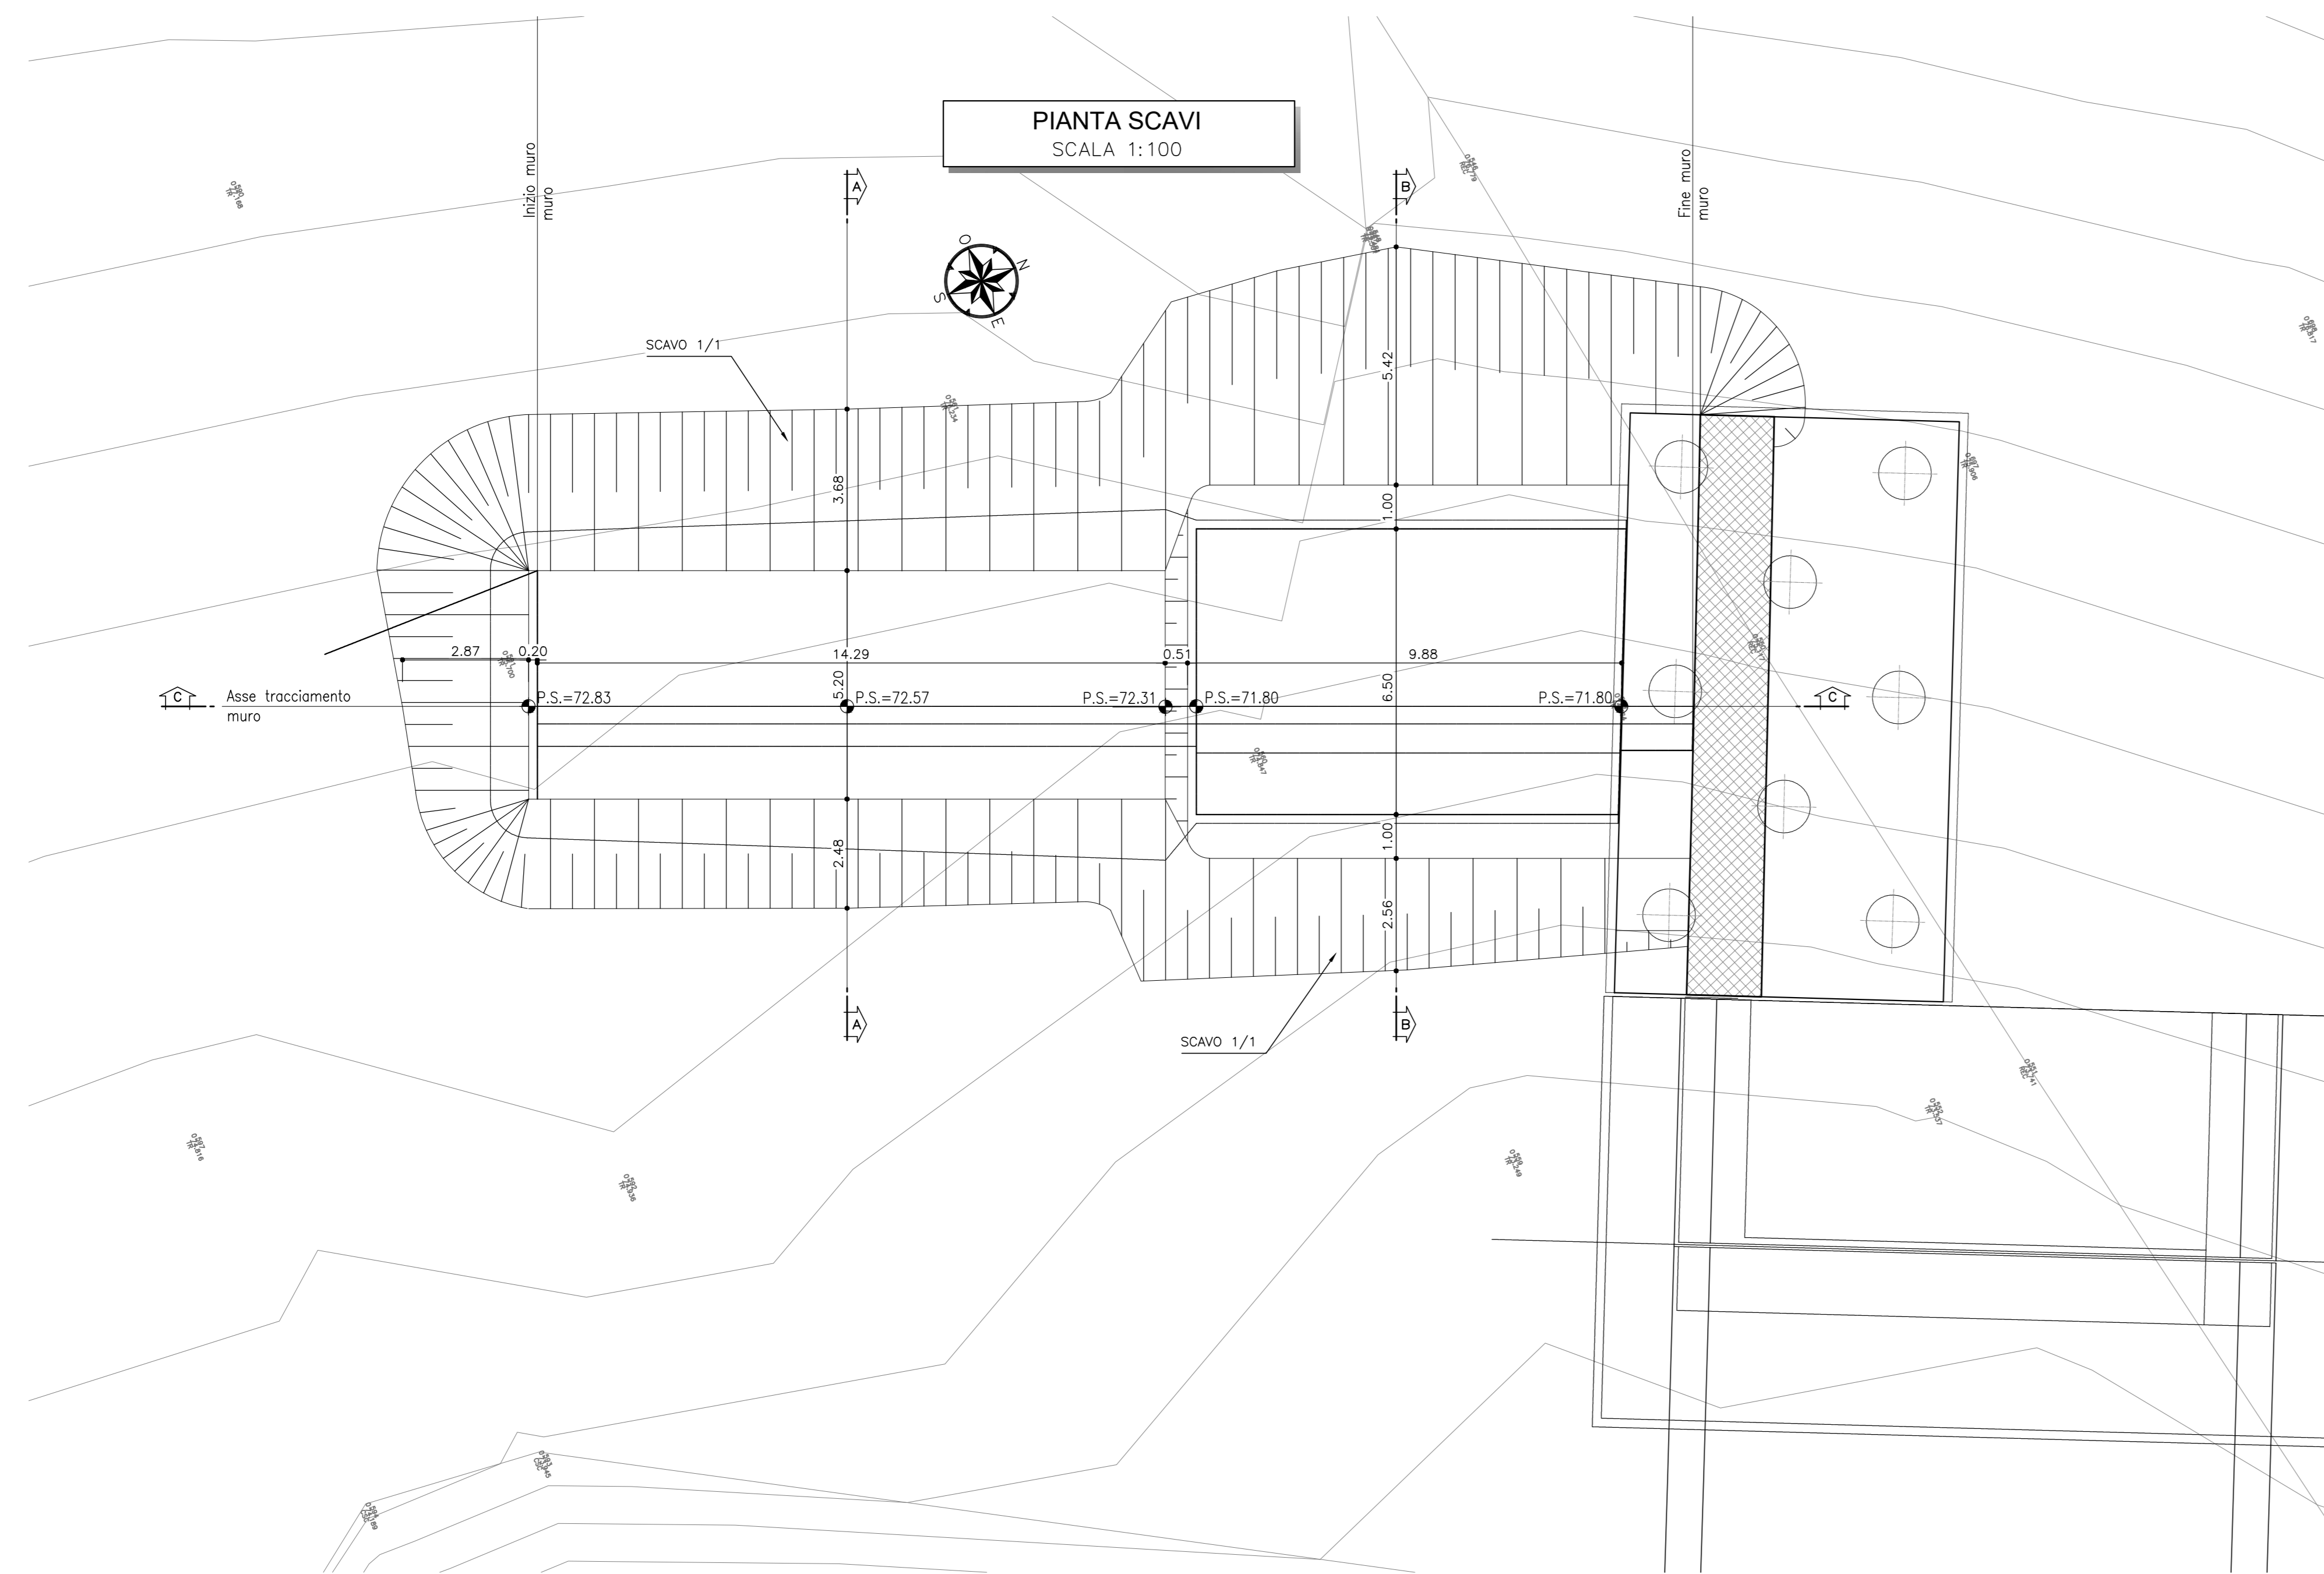 PIANTA SCAVI
SCALA 1:100
Inizio muro
muro
Fine muro
muro
A
B
O
N
S
E
SCAVO 1/1
5.42
3.68
1.00
2.87
0.20
14.29
0.51
9.88
5.20
6.50
C
Asse tracciamento
muro
P.S.=72.83
P.S.=72.57
P.S.=72.31
P.S.=71.80
P.S.=71.80
C
2.48
1.00
2.56
A
B
SCAVO 1/1